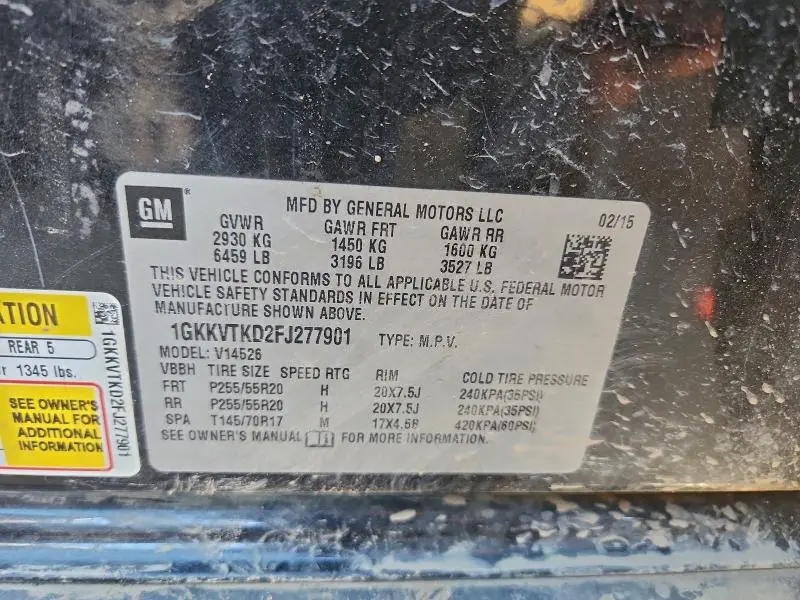 GM
MFD BY GENERAL MOTORS LLC
02/15
GVWR GAWR FRT GAWR RR
2930 KG 1450 KG 1600 KG
6459 LB 3196 LB 3527 LB
THIS VEHICLE CONFORMS TO ALL APPLICABLE U.S. FEDERAL MOTOR
VEHICLE SAFETY STANDARDS IN EFFECT ON THE DATE OF
MANUFACTURE SHOWN ABOVE.
1GKKVTKD2FJ277901 TYPE: M.P.V.
MODEL: V14526
VBBH TIRE SIZE SPEED RTG RIM COLD TIRE PRESSURE
FRT P255/55R20 H 20X7.5J 240KPA(35PSI)
RR P255/55R20 H 20X7.5J 240KPA(35PSI)
SPA T145/70R17 M 17X4.5B 420KPA(60PSI)
SEE OWNER'S MANUAL FOR MORE INFORMATION.
ATION
REAR 5
r 1345 lbs.
SEE OWNER'S
MANUAL FOR
ADDITIONAL
INFORMATION
1GKKVTKD2FJ277901